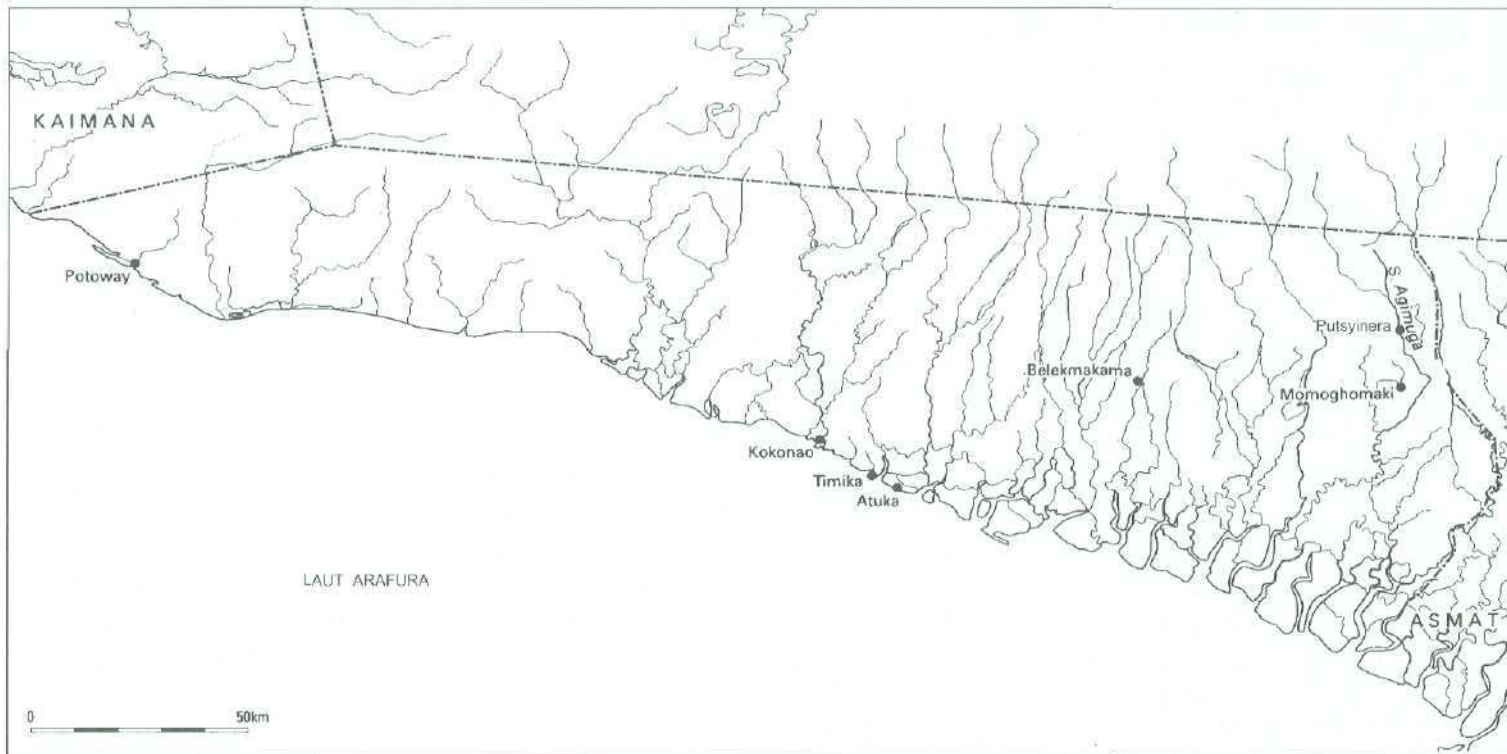 KAIMANA
Potoway
S Agimuga
Putsyinera
Belekmakama
Momoghomaki
Kokonao
Timika
Atuka
LAUT ARAFURA
ASMAT
0 50km